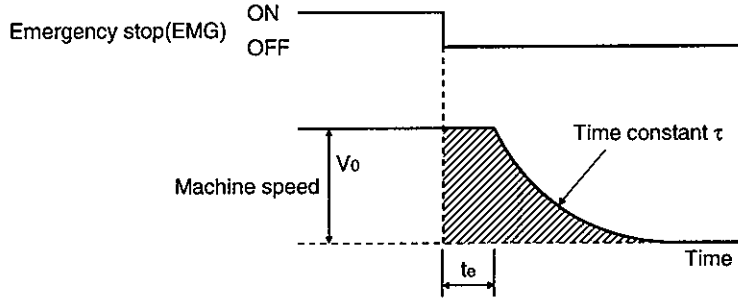 ON
Emergency stop(EMG)
OFF
Time constant τ
V0
Machine speed
Time
te